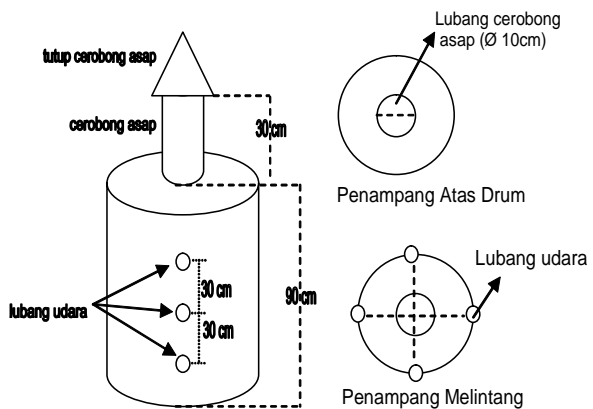 tutup cerobong asap
cerobong asap
30 cm
lubang udara
30 cm
30 cm
90 cm
Lubang cerobong
asap (Ø 10cm)
Penampang Atas Drum
Lubang udara
Penampang Melintang